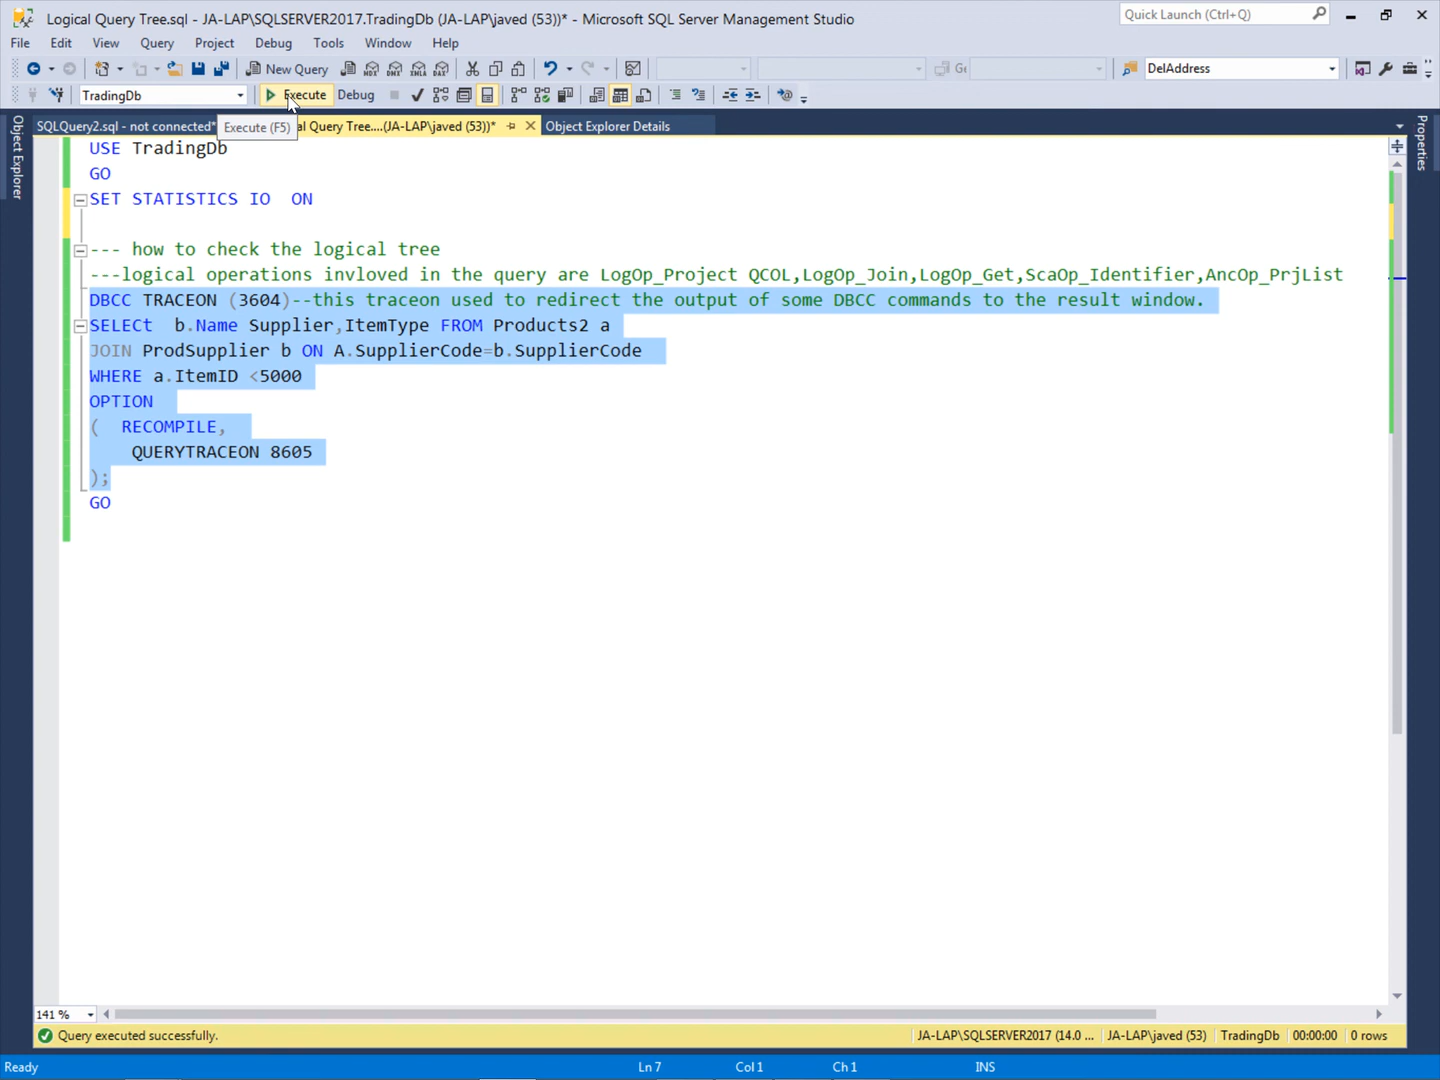 Logical Query Tree.sql - JA-LAP\SQLSERVER2017.TradingDb (JA-LAP\javed (53))* - Microsoft SQL Server Management Studio
Quick Launch (Ctrl+Q)
File Edit View Query Project Debug Tools Window Help
New Query
DelAddress
TradingDb
Execute
Debug
Object Explorer
SQLQuery2.sql - not connected*
al Query Tree....(JA-LAP\javed (53))*
Object Explorer Details
Execute (F5)
Properties
USE TradingDb
GO
SET STATISTICS IO ON
--- how to check the logical tree
---logical operations invloved in the query are LogOp_Project QCOL,LogOp_Join,LogOp_Get,ScaOp_Identifier,AncOp_PrjList
DBCC TRACEON (3604)--this traceon used to redirect the output of some DBCC commands to the result window.
SELECT b.Name Supplier,ItemType FROM Products2 a
JOIN ProdSupplier b ON A.SupplierCode=b.SupplierCode
WHERE a.ItemID <5000
OPTION
( RECOMPILE,
QUERYTRACEON 8605
);
GO
141 %
Query executed successfully.
JA-LAP\SQLSERVER2017 (14.0 ...
JA-LAP\javed (53)
TradingDb
00:00:00
0 rows
Ready
Ln 7
Col 1
Ch 1
INS